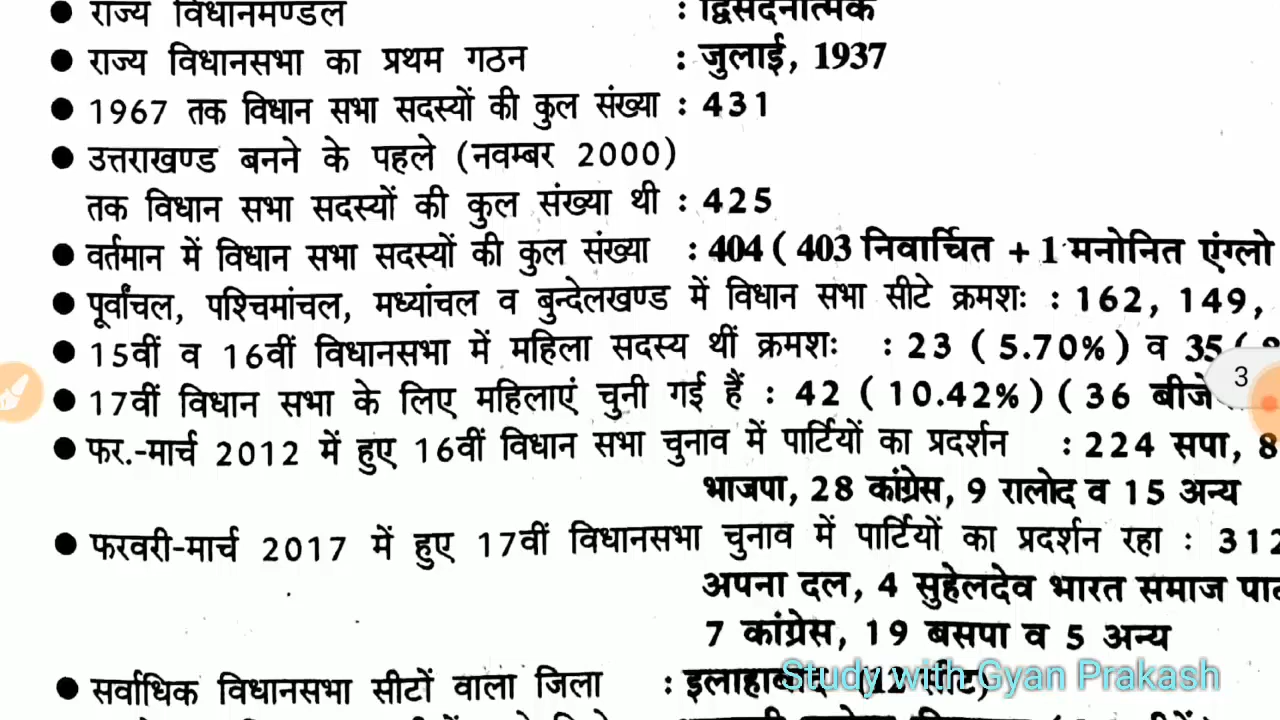 ● राज्य विधानमण्डल : द्विसदनात्मक
● राज्य विधानसभा का प्रथम गठन : जुलाई, 1937
● 1967 तक विधान सभा सदस्यों की कुल संख्या : 431
● उत्तराखण्ड बनने के पहले (नवम्बर 2000)
तक विधान सभा सदस्यों की कुल संख्या थी : 425
● वर्तमान में विधान सभा सदस्यों की कुल संख्या : 404 ( 403 निवार्चित + 1 मनोनित एंग्लो
● पूर्वांचल, पश्चिमांचल, मध्यांचल व बुन्देलखण्ड में विधान सभा सीटे क्रमशः : 162, 149,
● 15वीं व 16वीं विधानसभा में महिला सदस्य थीं क्रमशः : 23 ( 5.70%) व 35 (
3
● 17वीं विधान सभा के लिए महिलाएं चुनी गई हैं : 42 ( 10.42%) ( 36 बीजे
● फर.-मार्च 2012 में हुए 16वीं विधान सभा चुनाव में पार्टियों का प्रदर्शन : 224 सपा, 8
भाजपा, 28 कांग्रेस, 9 रालोद व 15 अन्य
● फरवरी-मार्च 2017 में हुए 17वीं विधानसभा चुनाव में पार्टियों का प्रदर्शन रहा : 312
अपना दल, 4 सुहेलदेव भारत समाज
7 कांग्रेस, 19 बसपा व 5 अन्य
● सर्वाधिक विधानसभा सीटों वाला जिला : (12 सीट)
Study with Gyan Prakash